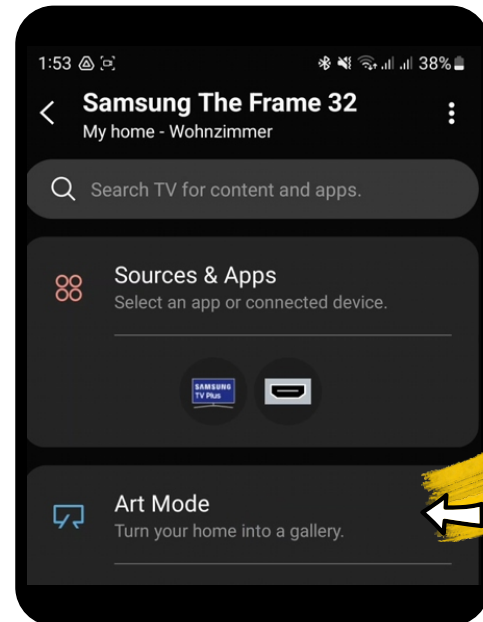 1:53 38%
Samsung The Frame 32
My home - Wohnzimmer
Search TV for content and apps.
Sources & Apps
Select an app or connected device.
SAMSUNG
TV Plus
Art Mode
Turn your home into a gallery.